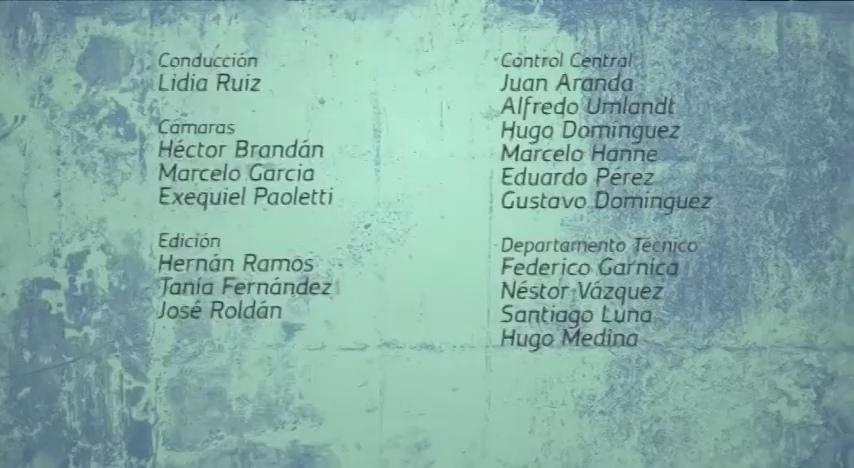 Conducción
Lidia Ruiz
Cámaras
Héctor Brandán
Marcelo Garcia
Exequiel Paoletti
Edición
Hernán Ramos
Tania Fernández
José Roldán
Control Central
Juan Aranda
Alfredo Umlandt
Hugo Dominguez
Marcelo Hanne
Eduardo Pérez
Gustavo Dominguez
Departamento Técnico
Federico Garnica
Néstor Vázquez
Santiago Luna
Hugo Medina